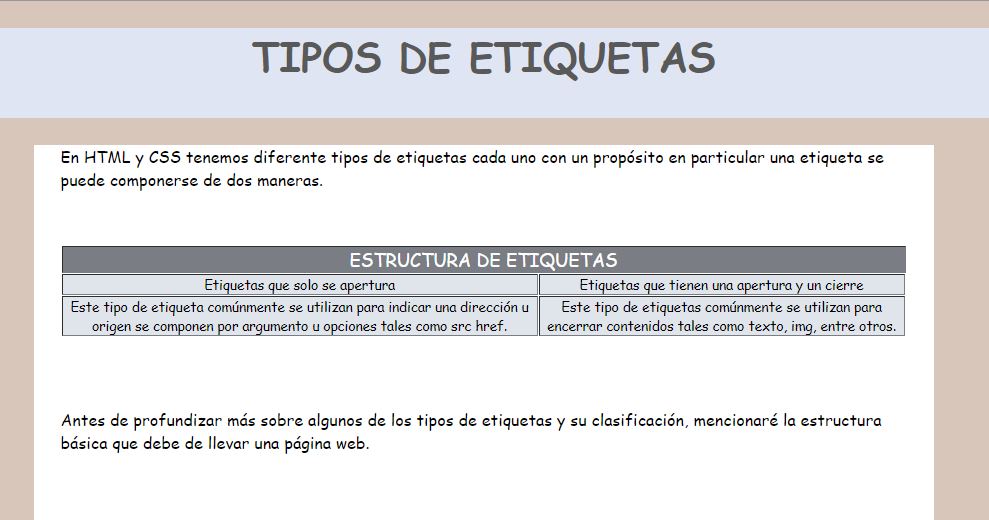 TIPOS DE ETIQUETAS
En HTML y CSS tenemos diferente tipos de etiquetas cada uno con un propósito en particular una etiqueta se
puede componerse de dos maneras.
ESTRUCTURA DE ETIQUETAS
Etiquetas que solo se apertura
Etiquetas que tienen una apertura y un cierre
Este tipo de etiqueta comúnmente se utilizan para indicar una dirección u
origen se componen por argumento u opciones tales como src href.
Este tipo de etiquetas comúnmente se utilizan para
encerrar contenidos tales como texto, img, entre otros.
Antes de profundizar más sobre algunos de los tipos de etiquetas y su clasificación, mencionaré la estructura
básica que debe de llevar una página web.